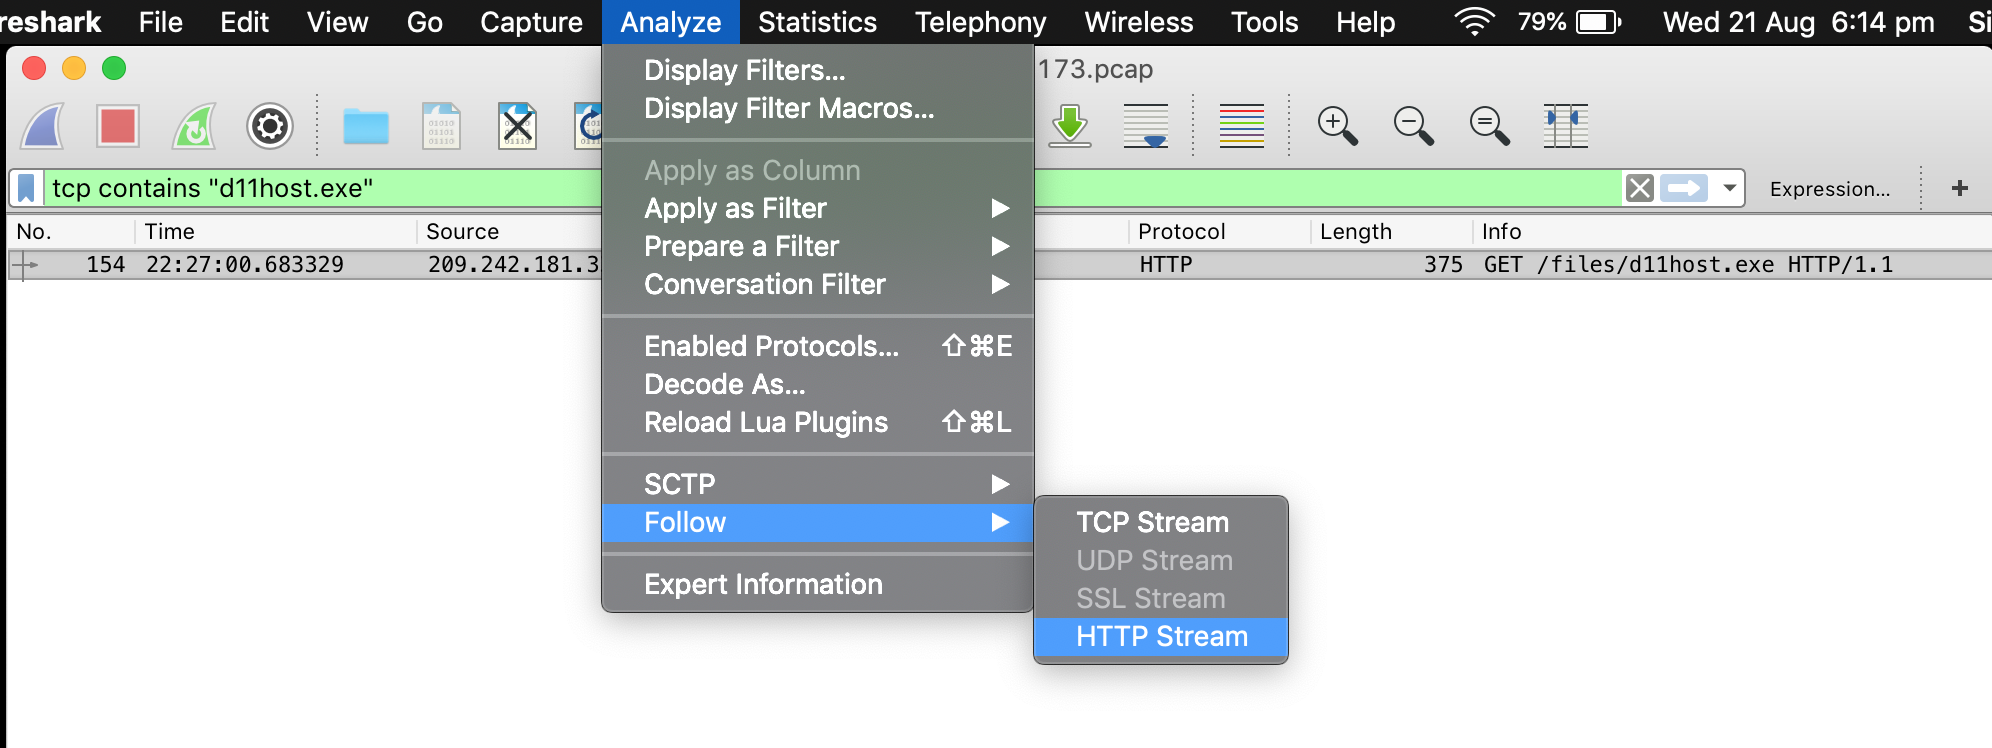 reshark File Edit View Go Capture Analyze Statistics Telephony Wireless Tools Help 79% Wed 21 Aug 6:14 pm Si
173.pcap
Display Filters...
Display Filter Macros...
Apply as Column
Apply as Filter
Prepare a Filter
Conversation Filter
Enabled Protocols... ⇧⌘E
Decode As...
Reload Lua Plugins ⇧⌘L
SCTP
Follow
Expert Information
TCP Stream
UDP Stream
SSL Stream
HTTP Stream
tcp contains "d11host.exe" Expression... +
No. Time Source Protocol Length Info
154 22:27:00.683329 209.242.181.3 HTTP 375 GET /files/d11host.exe HTTP/1.1